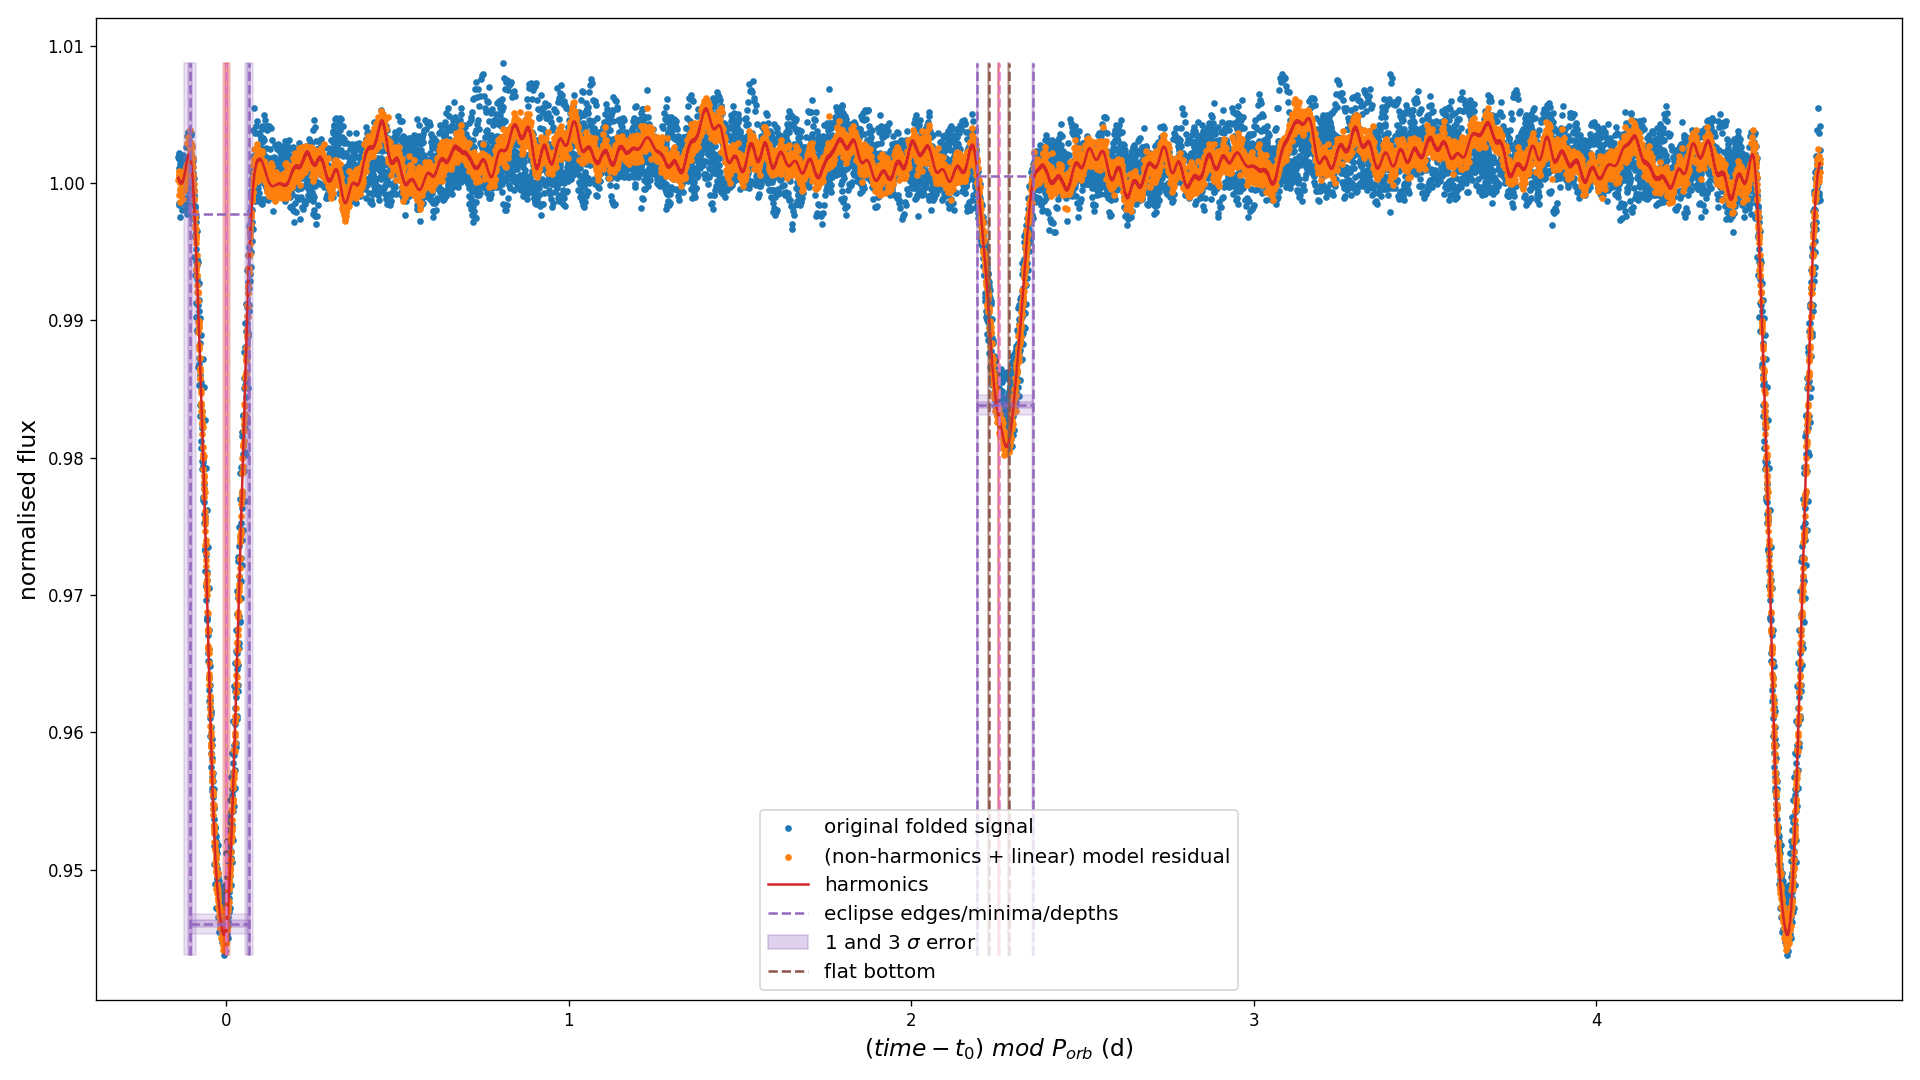 1.01
1.00
0.99
0.98
0.97
0.96
0.95
normalised flux
original folded signal
(non-harmonics + linear) model residual
harmonics
eclipse edges/minima/depths
1 and 3 σ error
flat bottom
0 1 2 3 4
(time − t₀) mod P_orb (d)